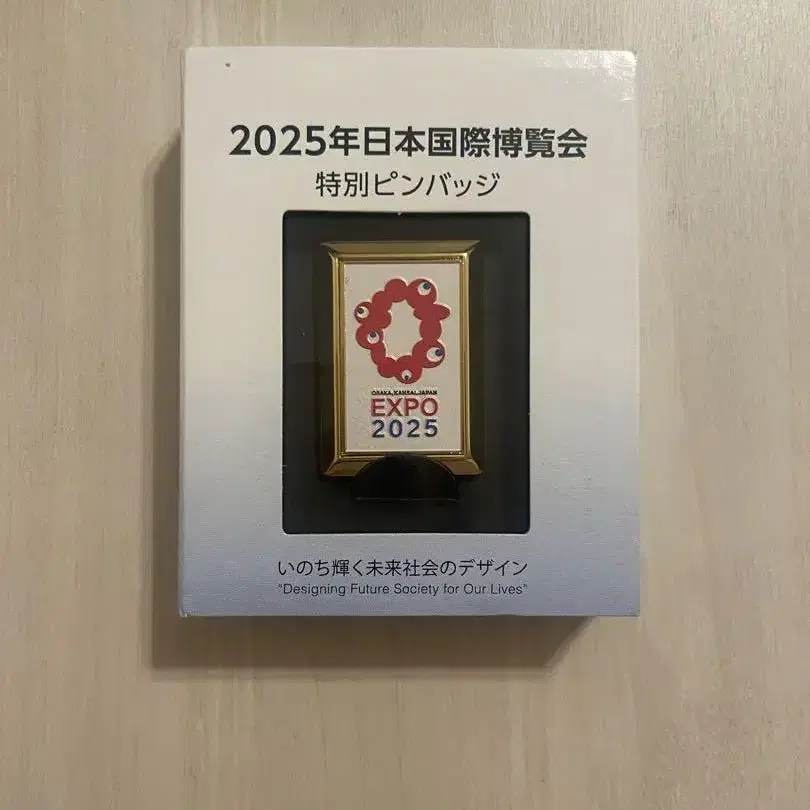 2025年日本国際博覧会
特別ピンバッジ
OSAKA, KANSAI, JAPAN
EXPO
2025
いのち輝く未来社会のデザイン
"Designing Future Society for Our Lives"